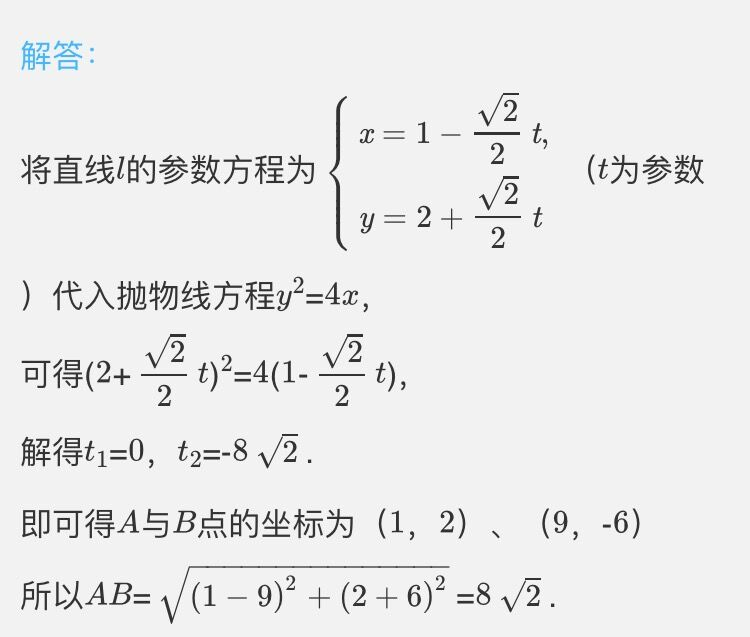 解答：
将直线l的参数方程为 { x = 1 − √2/2 t, y = 2 + √2/2 t （t为参数
）代入抛物线方程y²=4x，
可得(2+ √2/2 t)²=4(1- √2/2 t)，
解得t₁=0，t₂=-8 √2 .
即可得A与B点的坐标为（1，2）、（9，-6）
所以AB= √((1 − 9)² + (2 + 6)²) =8 √2 .